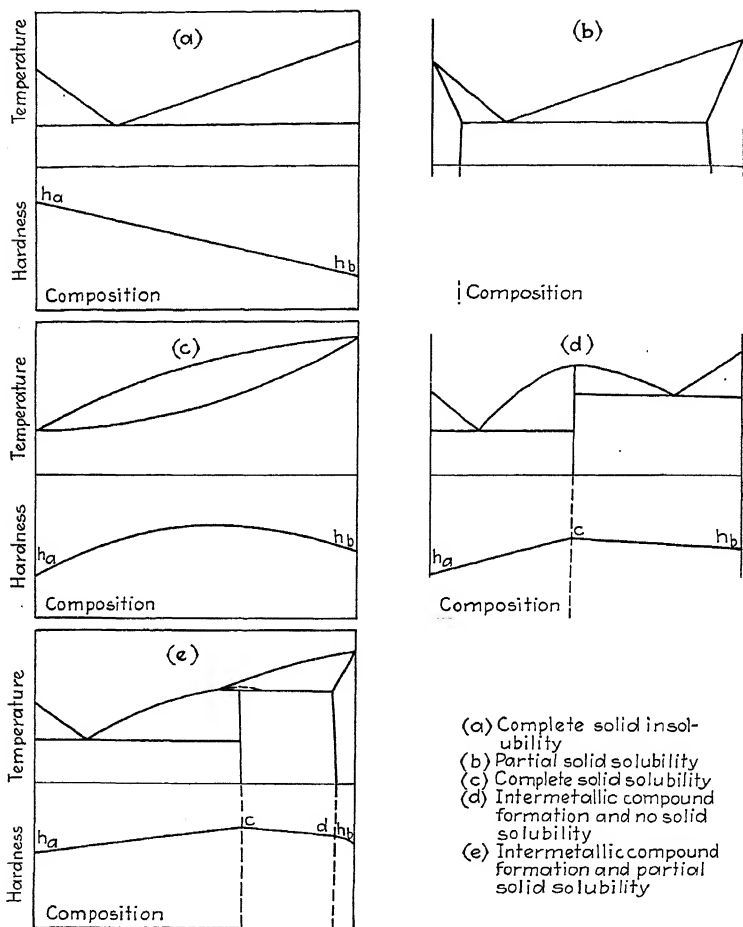 (a)
Temperature
ha
hb
Hardness
Composition
(b)
Composition
(c)
Temperature
ha
hb
Hardness
Composition
(d)
ha
c
hb
Composition
(e)
Temperature
ha
c
d
hb
Hardness
Composition
(a) Complete solid insol-
ubility
(b) Partial solid solubility
(c) Complete solid solubility
(d) Intermetallic compound
formation and no solid
solubility
(e) Intermetallic compound
formation and partial
solid solubility